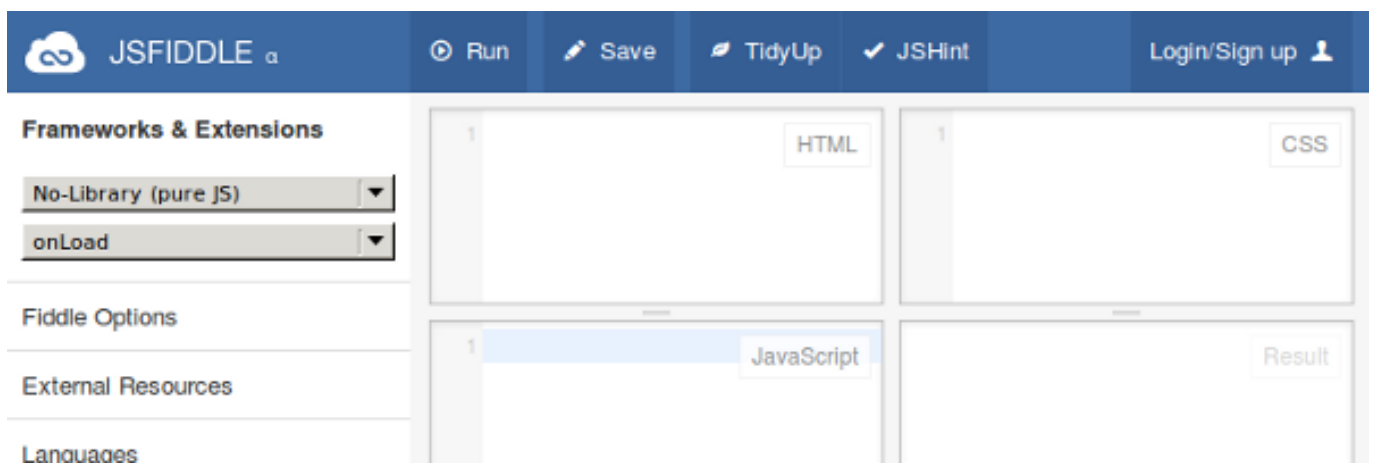 JSFIDDLE α
Run
Save
TidyUp
JSHint
Login/Sign up
Frameworks & Extensions
No-Library (pure JS)
onLoad
Fiddle Options
External Resources
Languages
1
HTML
1
CSS
1
JavaScript
Result